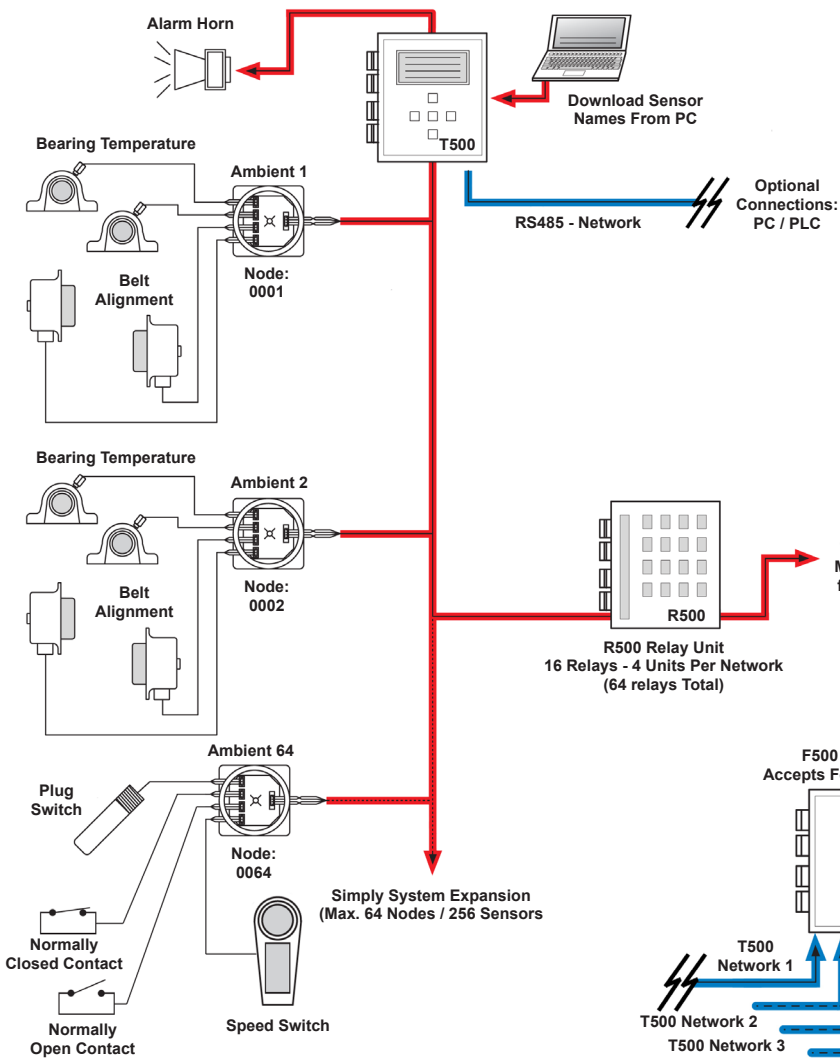 Alarm Horn
T500
Download Sensor
Names From PC
Bearing Temperature
Ambient 1
Optional
Connections:
PC / PLC
RS485 - Network
Node:
0001
Belt
Alignment
Bearing Temperature
Ambient 2
Node:
0002
Belt
Alignment
R500
R500 Relay Unit
16 Relays - 4 Units Per Network
(64 relays Total)
Ambient 64
Plug
Switch
Node:
0064
F500
Accepts
Simply System Expansion
(Max. 64 Nodes / 256 Sensors
Normally
Closed Contact
Normally
Open Contact
Speed Switch
T500
Network 1
T500 Network 2
T500 Network 3